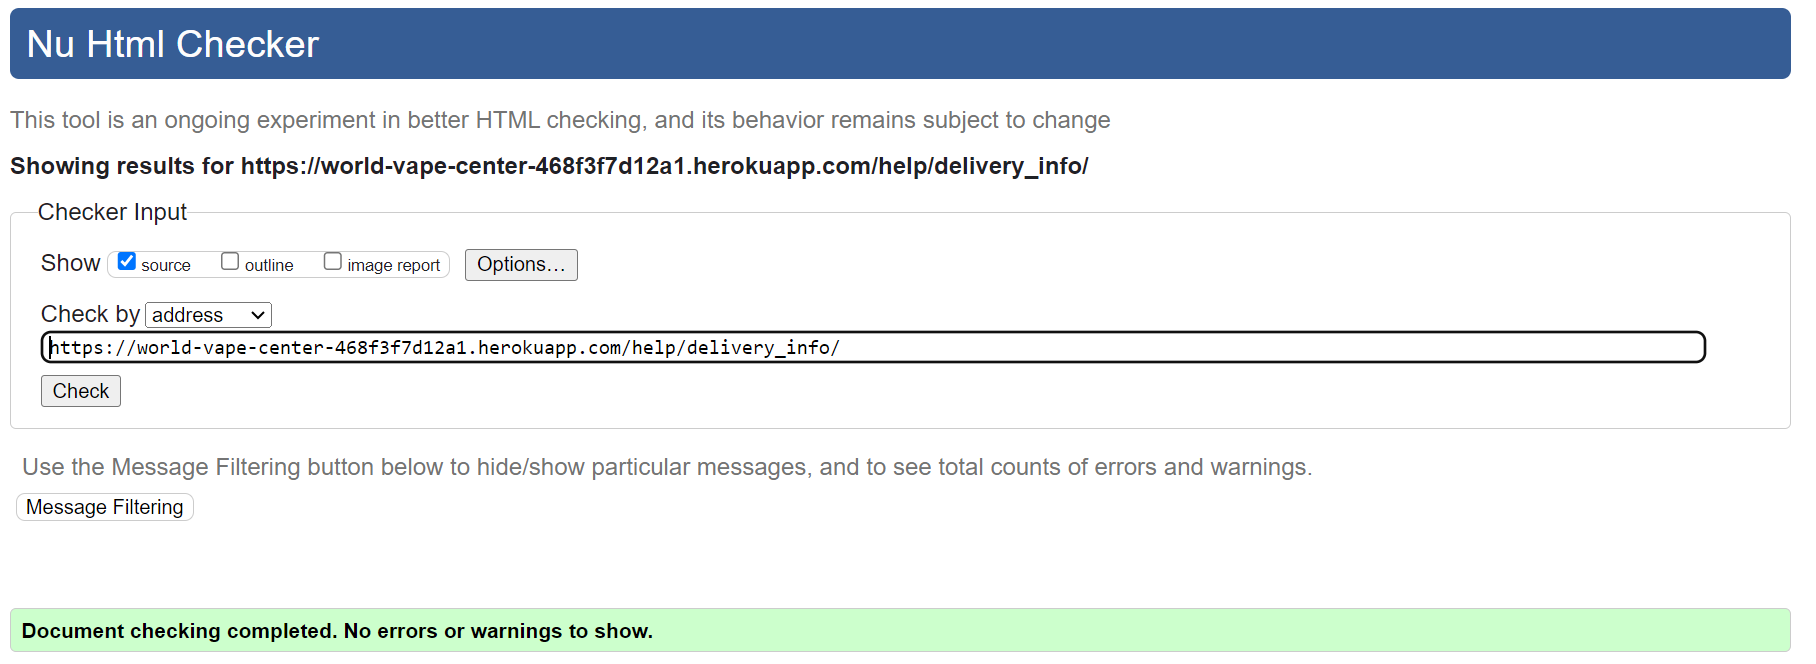 Nu Html Checker
This tool is an ongoing experiment in better HTML checking, and its behavior remains subject to change
Showing results for https://world-vape-center-468f3f7d12a1.herokuapp.com/help/delivery_info/
Checker Input
Show source outline image report Options...
Check by address
https://world-vape-center-468f3f7d12a1.herokuapp.com/help/delivery_info/
Check
Use the Message Filtering button below to hide/show particular messages, and to see total counts of errors and warnings.
Message Filtering
Document checking completed. No errors or warnings to show.